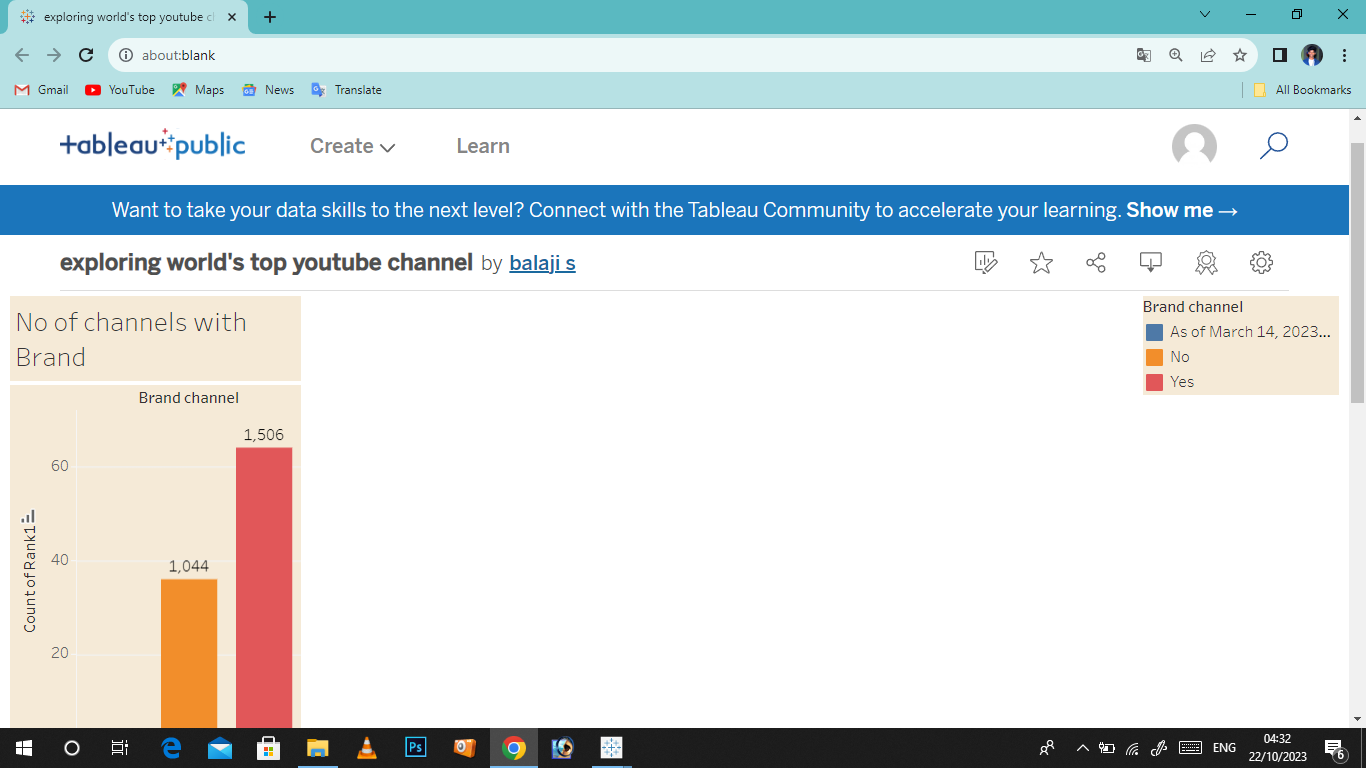 exploring world's top youtube c
about:blank
Gmail YouTube Maps News Translate All Bookmarks
tableau public Create Learn
Want to take your data skills to the next level? Connect with the Tableau Community to accelerate your learning. Show me →
exploring world's top youtube channel by balaji s
No of channels with
Brand
Brand channel
1,506
60
1,044
40
20
Count of Rank1
Brand channel
As of March 14, 2023...
No
Yes
Ps
ENG
04:32
22/10/2023
6